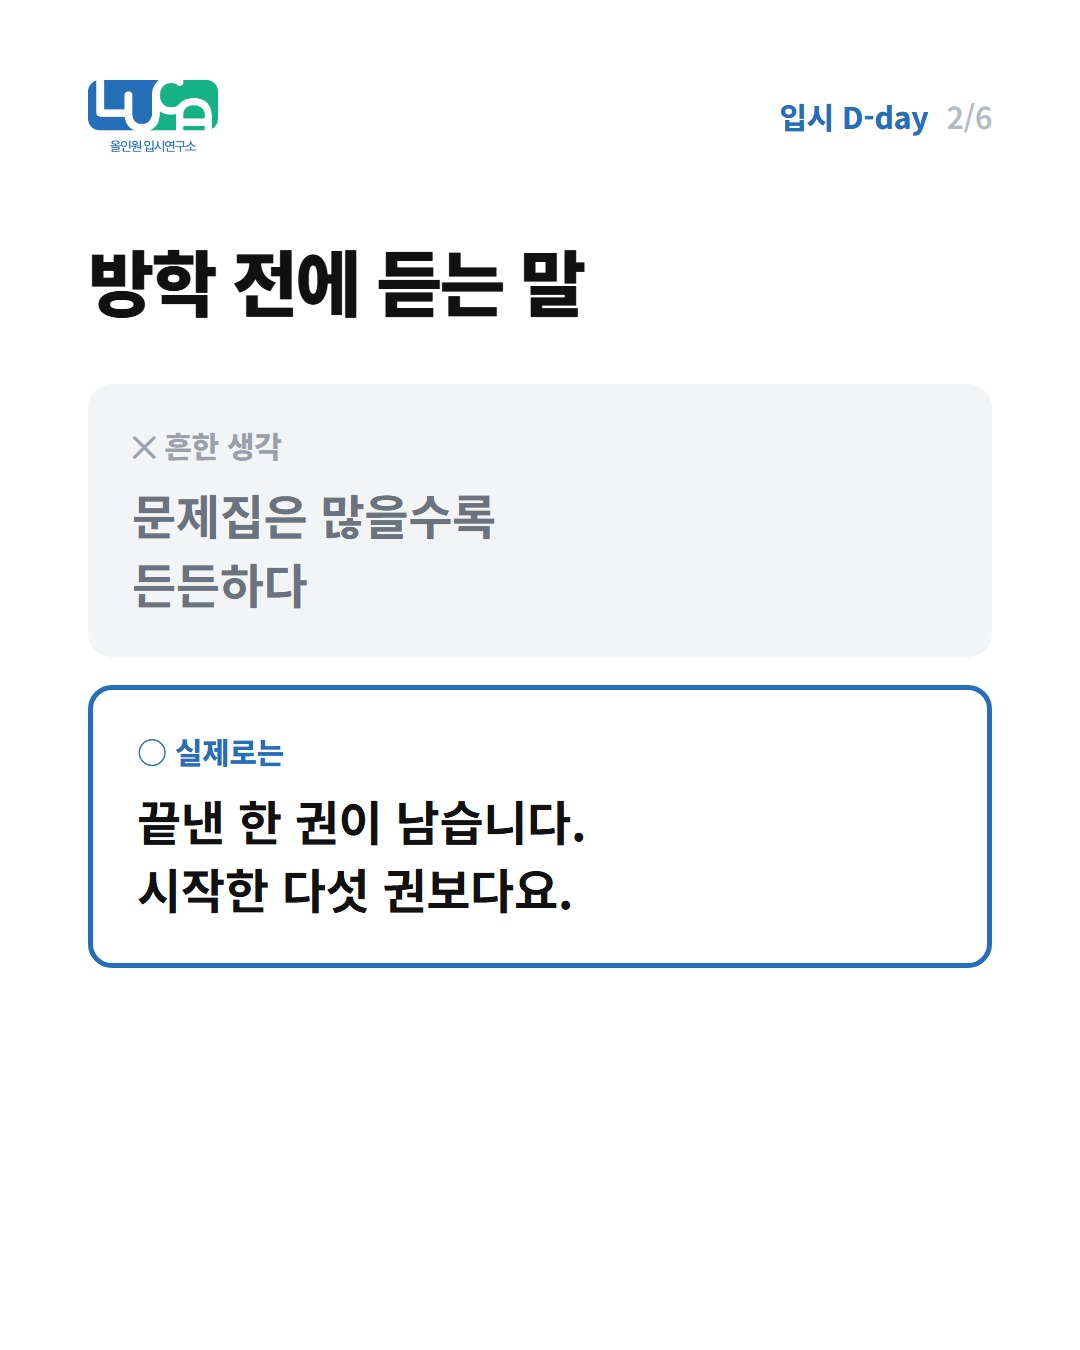 Luca
올인원 입시연구소
입시 D-day 2/6
방학 전에 듣는 말
× 흔한 생각
문제집은 많을수록
든든하다
○ 실제로는
끝낸 한 권이 남습니다.
시작한 다섯 권보다요.